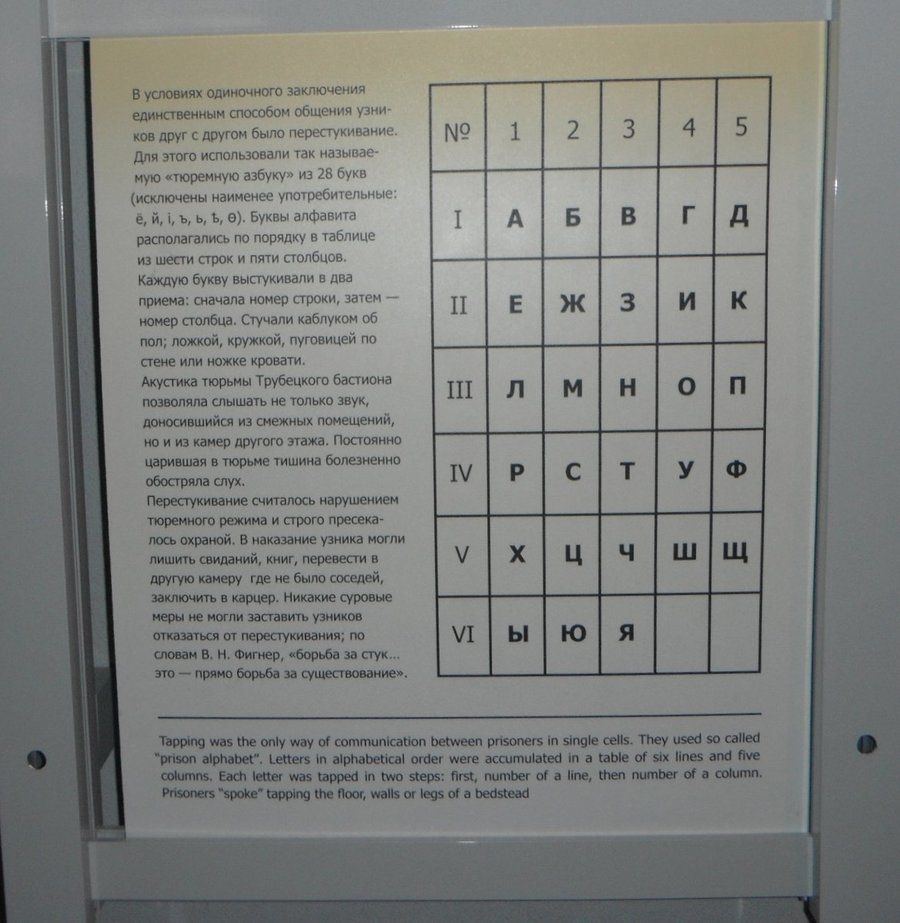 В условиях одиночного заключения
единственным способом общения узни-
ков друг с другом было перестукивание.
Для этого использовали так называе-
мую «тюремную азбуку» из 28 букв
(исключены наименее употребительные:
ё, й, і, ъ, ь, ѣ, ѳ). Буквы алфавита
располагались по порядку в таблице
из шести строк и пяти столбцов.
Каждую букву выстукивали в два
приема: сначала номер строки, затем —
номер столбца. Стучали каблуком об
пол; ложкой, кружкой, пуговицей по
стене или ножке кровати.
Акустика тюрьмы Трубецкого бастиона
позволяла слышать не только звук,
доносившийся из смежных помещений,
но и из камер другого этажа. Постоянно
царившая в тюрьме тишина болезненно
обостряла слух.
Перестукивание считалось нарушением
тюремного режима и строго пресека-
лось охраной. В наказание узника могли
лишить свиданий, книг, перевести в
другую камеру где не было соседей,
заключить в карцер. Никакие суровые
меры не могли заставить узников
отказаться от перестукивания; по
словам В. Н. Фигнер, «борьба за стук...
это — прямо борьба за существование».
№ 1 2 3 4 5
I А Б В Г Д
II Е Ж З И К
III Л М Н О П
IV Р С Т У Ф
V Х Ц Ч Ш Щ
VI Ы Ю Я
Tapping was the only way of communication between prisoners in single cells. They used so called
"prison alphabet". Letters in alphabetical order were accumulated in a table of six lines and five
columns. Each letter was tapped in two steps: first, number of a line, then number of a column.
Prisoners "spoke" tapping the floor, walls or legs of a bedstead